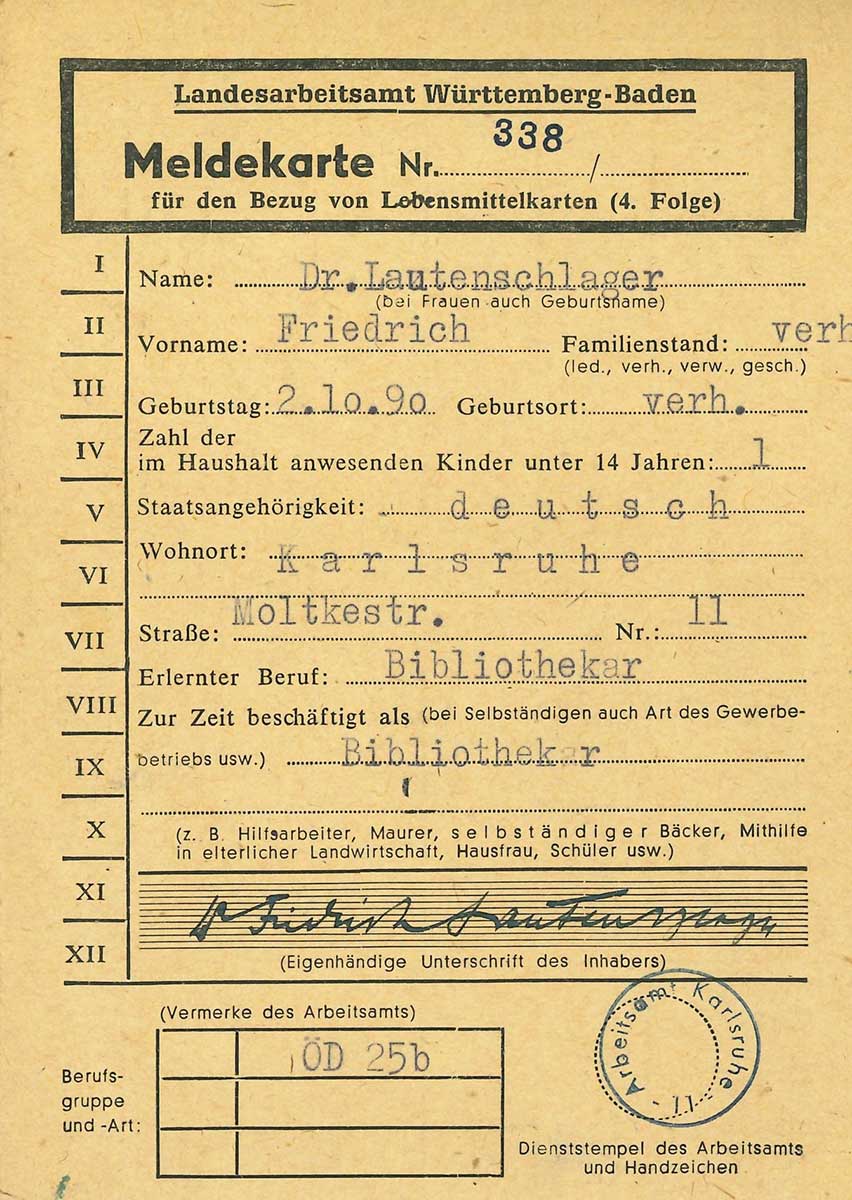 Landesarbeitsamt Württemberg-Baden
Meldekarte Nr. 338 /
für den Bezug von Lebensmittelkarten (4. Folge)
I
Name: Dr. Lautenschlager
(bei Frauen auch Geburtsname)
II
Vorname: Friedrich Familienstand: verh
(led., verh., verw., gesch.)
III
Geburtstag: 2.lo.9o Geburtsort: verh.
IV
Zahl der
im Haushalt anwesenden Kinder unter 14 Jahren: 1
V
Staatsangehörigkeit: deutsch
Wohnort: Karlsruhe
VI
VII
Straße: Moltkestr. Nr.: 11
Erlernter Beruf: Bibliothekar
VIII
Zur Zeit beschäftigt als (bei Selbständigen auch Art des Gewerbe-
IX
betriebs usw.) Bibliothekar
X
(z. B. Hilfsarbeiter, Maurer, selbständiger Bäcker, Mithilfe
in elterlicher Landwirtschaft, Hausfrau, Schüler usw.)
XI
Dr Friedrich Lautenschlager
XII
(Eigenhändige Unterschrift des Inhabers)
(Vermerke des Arbeitsamts)
Arbeitsamt Karlsruhe
ÖD 25b
Berufs-
gruppe
und -Art:
Dienststempel des Arbeitsamts
und Handzeichen